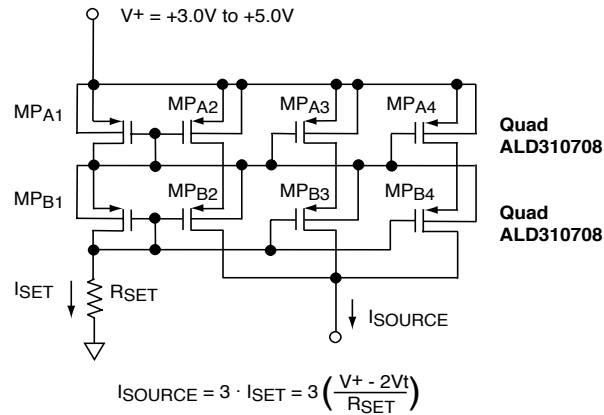 V+ = +3.0V to +5.0V
MPA1
MPA2
MPA3
MPA4
Quad
ALD310708
MPB1
MPB2
MPB3
MPB4
Quad
ALD310708
ISET
RSET
ISOURCE
ISOURCE = 3 · ISET = 3 ( V+ - 2Vt / RSET )